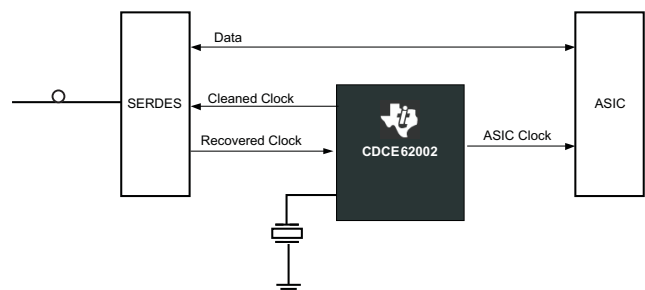 Data
SERDES
Cleaned Clock
ASIC
Recovered Clock
CDCE62002
ASIC Clock